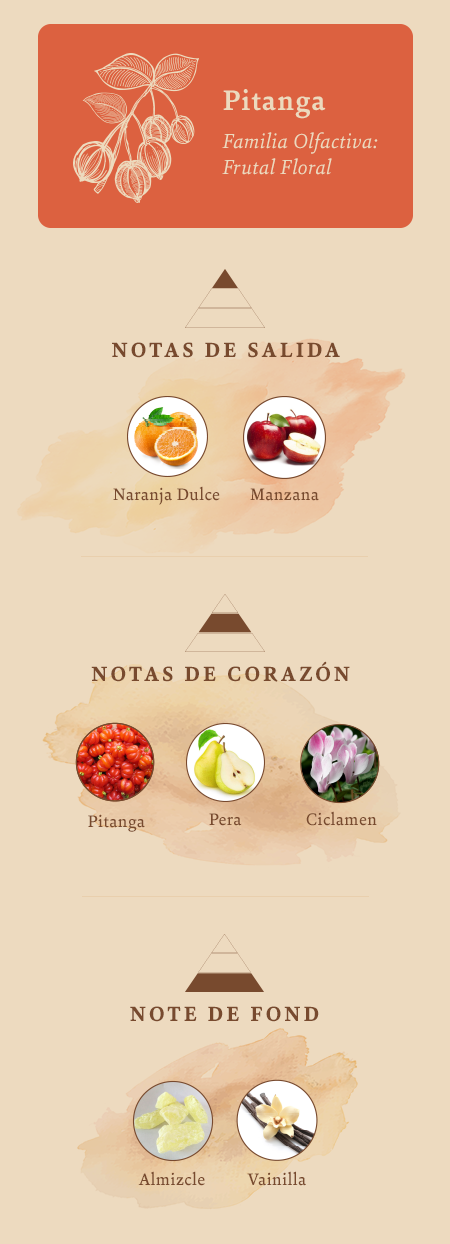 Pitanga
Familia Olfactiva:
Frutal Floral
NOTAS DE SALIDA
Naranja Dulce
Manzana
NOTAS DE CORAZÓN
Pitanga
Pera
Ciclamen
NOTE DE FOND
Almizcle
Vainilla